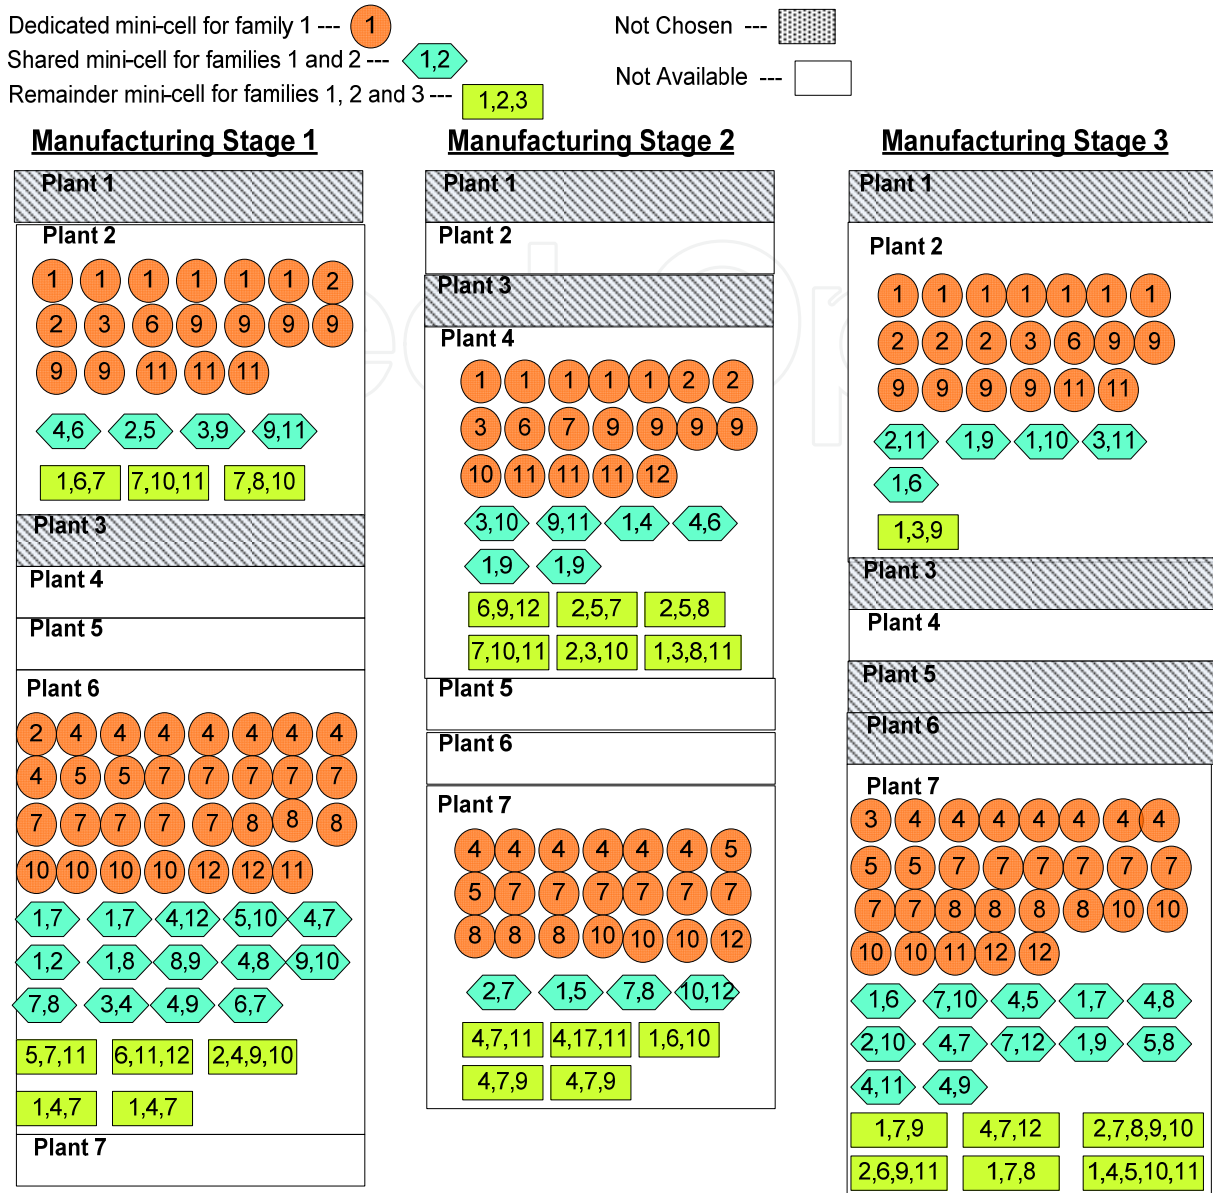 Dedicated mini-cell for family 1 --- 1
Shared mini-cell for families 1 and 2 --- 1,2
Remainder mini-cell for families 1, 2 and 3 --- 1,2,3
Not Chosen ---
Not Available ---
Manufacturing Stage 1
Plant 1
Plant 2
1 1 1 1 1 1 2
2 3 6 9 9 9 9
9 9 11 11 11
4,6 2,5 3,9 9,11
1,6,7 7,10,11 7,8,10
Plant 3
Plant 4
Plant 5
Plant 6
2 4 4 4 4 4 4 4
4 5 5 7 7 7 7 7
7 7 7 7 7 8 8 8
10 10 10 10 12 12 11
1,7 1,7 4,12 5,10 4,7
1,2 1,8 8,9 4,8 9,10
7,8 3,4 4,9 6,7
5,7,11 6,11,12 2,4,9,10
1,4,7 1,4,7
Plant 7
Manufacturing Stage 2
Plant 1
Plant 2
Plant 3
Plant 4
1 1 1 1 1 2 2
3 6 7 9 9 9 9
10 11 11 11 12
3,10 9,11 1,4 4,6
1,9 1,9
6,9,12 2,5,7 2,5,8
7,10,11 2,3,10 1,3,8,11
Plant 5
Plant 6
Plant 7
4 4 4 4 4 4 5
5 7 7 7 7 7 7
8 8 8 10 10 10 12
2,7 1,5 7,8 10,12
4,7,11 4,17,11 1,6,10
4,7,9 4,7,9
Manufacturing Stage 3
Plant 1
Plant 2
1 1 1 1 1 1 1
2 2 2 3 6 9 9
9 9 9 9 11 11
2,11 1,9 1,10 3,11
1,6
1,3,9
Plant 3
Plant 4
Plant 5
Plant 6
Plant 7
3 4 4 4 4 4 4 4
5 5 7 7 7 7 7 7
7 7 8 8 8 8 10 10
10 10 11 12 12
1,6 7,10 4,5 1,7 4,8
2,10 4,7 7,12 1,9 5,8
4,11 4,9
1,7,9 4,7,12 2,7,8,9,10
2,6,9,11 1,7,8 1,4,5,10,11